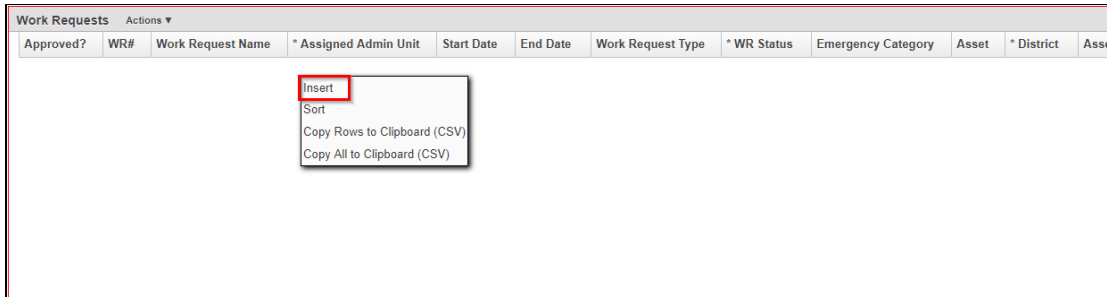 Work Requests Actions ▼
Approved? WR# Work Request Name * Assigned Admin Unit Start Date End Date Work Request Type * WR Status Emergency Category Asset * District
Insert
Sort
Copy Rows to Clipboard (CSV)
Copy All to Clipboard (CSV)